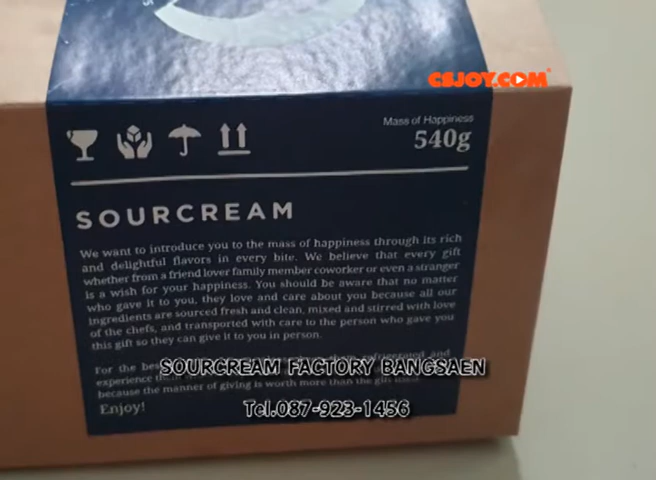 CSJOY.COM
Mass of Happiness
540g
SOURCREAM
We want to introduce you to the mass of happiness through its rich
and delightful flavors in every bite. We believe that every gift
whether from a friend lover family member coworker or even a stranger
is a wish for your happiness. You should be aware that no matter
who gave it to you, they love and care about you because all our
ingredients are sourced fresh and clean, mixed and stirred with love
of the chefs, and transported with care to the person who gave you
this gift so they can give it to you in person.
For the bes refrigerated and
SOURCREAM FACTORY BANGSAEN
experience
because the manner of giving is worth more than the gift
Enjoy!
Tel.087-923-1456